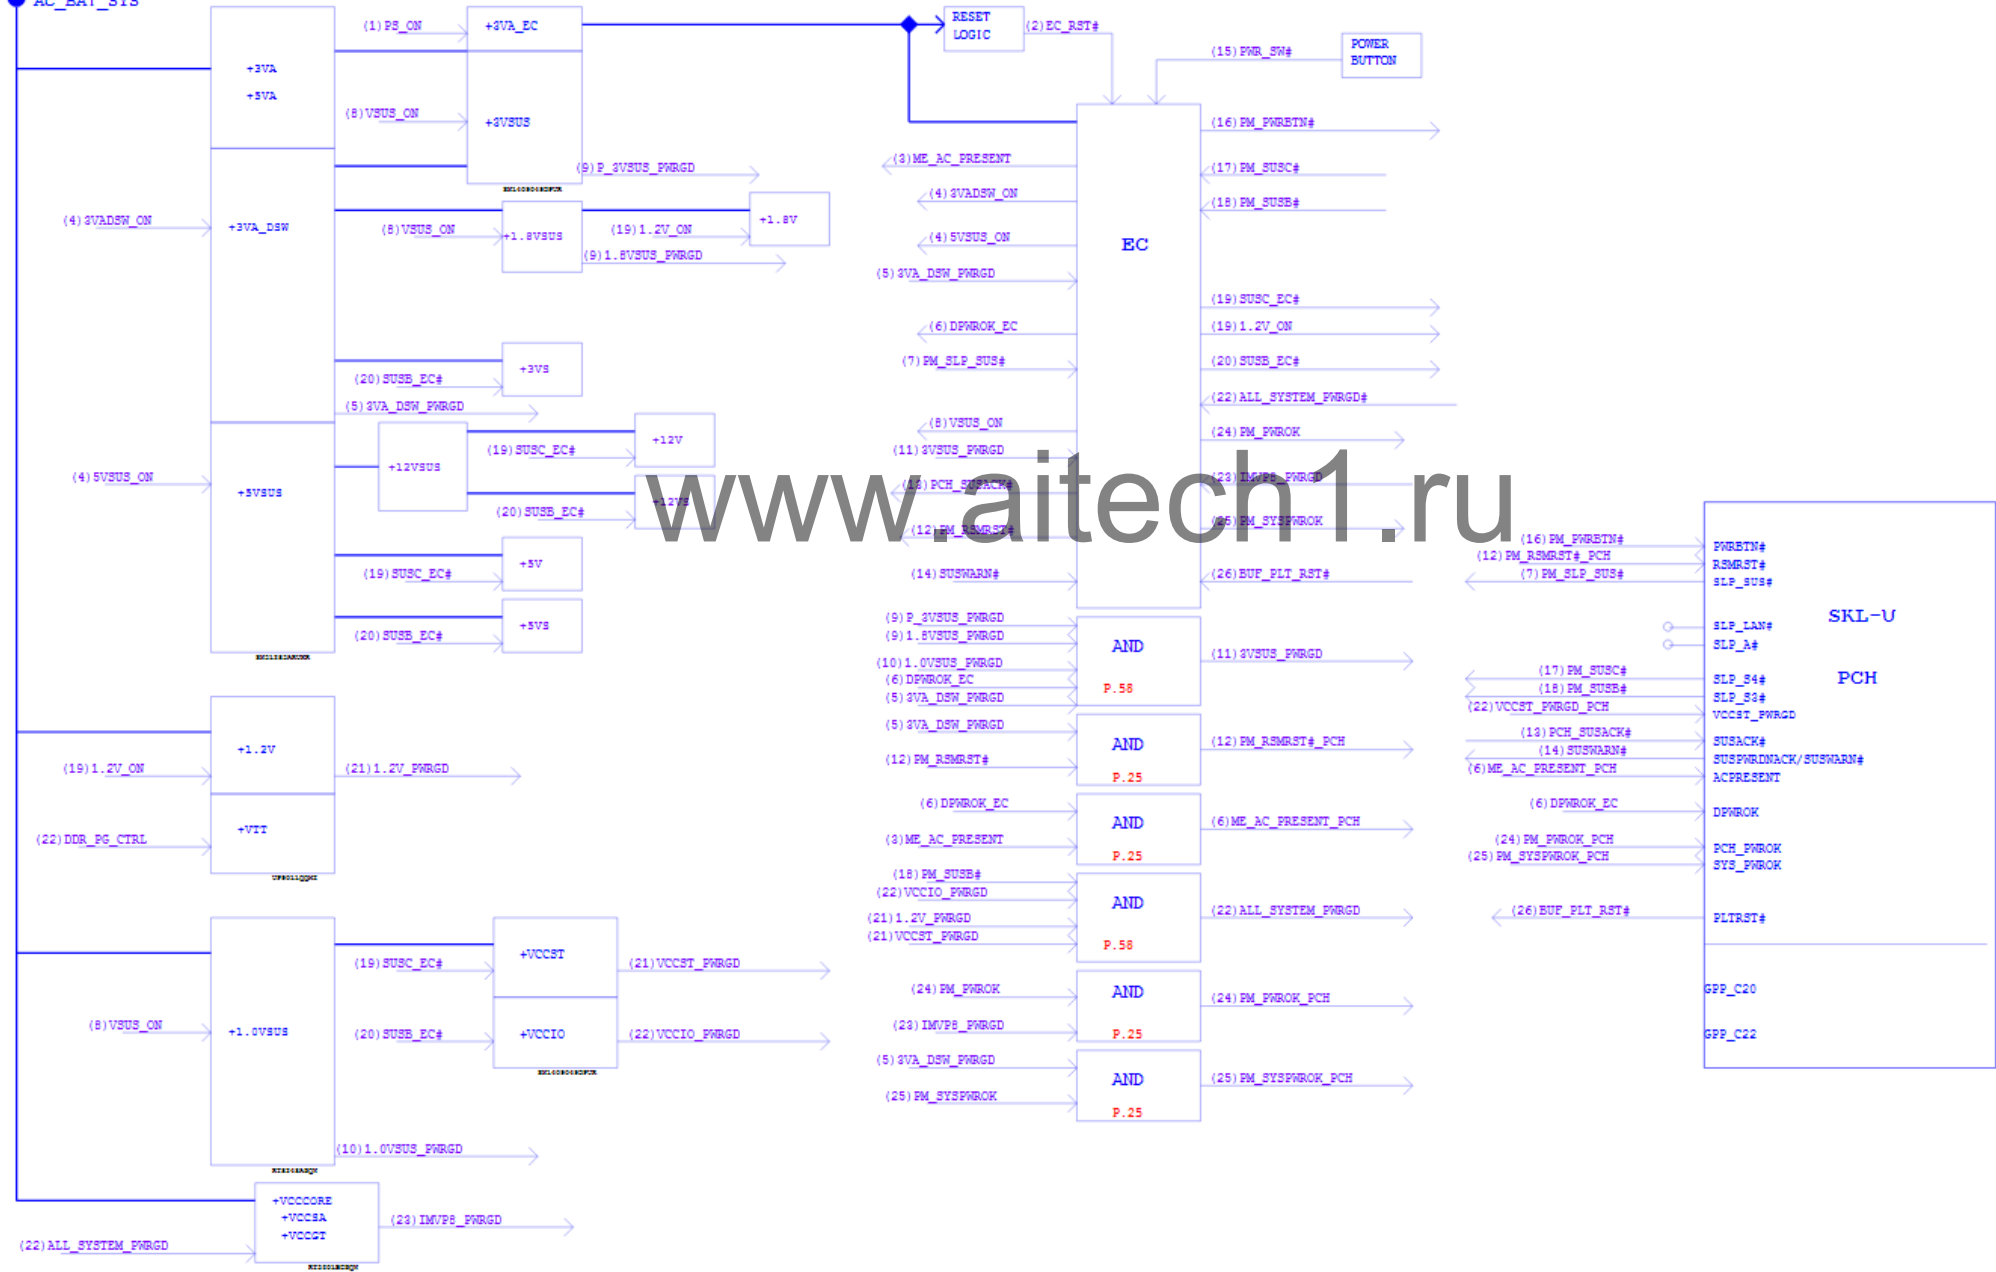 AC_BAT_SYS
+3VA
+5VA
(4)3VADSW_ON
+3VA_DSW
(4)5VSUS_ON
+5VSUS
(1)PS_ON
+3VA_EC
(8)VSUS_ON
+3VSUS
(9)P_3VSUS_PWRGD
(8)VSUS_ON
+1.8VSUS
(19)1.2V_ON
+1.8V
(9)1.8VSUS_PWRGD
(20)SUSB_EC#
+3VS
(5)3VA_DSW_PWRGD
+12VSUS
(19)SUSC_EC#
+12V
(20)SUSB_EC#
+12VS
(19)SUSC_EC#
+5V
(20)SUSB_EC#
+5VS
(19)1.2V_ON
+1.2V
(21)1.2V_PWRGD
(22)DDR_PG_CTRL
+VTT
(8)VSUS_ON
+1.0VSUS
(19)SUSC_EC#
+VCCST
(21)VCCST_PWRGD
(20)SUSB_EC#
+VCCIO
(22)VCCIO_PWRGD
(10)1.0VSUS_PWRGD
+VCCCORE
+VCCSA
+VCCGT
(23)IMVP8_PWRGD
(22)ALL_SYSTEM_PWRGD
RESET
LOGIC
(2)EC_RST#
(15)PWR_SW#
POWER
BUTTON
EC
(3)ME_AC_PRESENT
(4)3VADSW_ON
(4)5VSUS_ON
(5)3VA_DSW_PWRGD
(6)DPWROK_EC
(7)PM_SLP_SUS#
(8)VSUS_ON
(11)3VSUS_PWRGD
(13)PCH_SUSACK#
(12)PM_RSMRST#
(14)SUSWARN#
(16)PM_PWRBTN#
(17)PM_SUSC#
(18)PM_SUSB#
(19)SUSC_EC#
(19)1.2V_ON
(20)SUSB_EC#
(22)ALL_SYSTEM_PWRGD#
(24)PM_PWROK
(23)IMVP8_PWRGD
(25)PM_SYSPWROK
(26)BUF_PLT_RST#
www.aitech1.ru
(9)P_3VSUS_PWRGD
(9)1.8VSUS_PWRGD
(10)1.0VSUS_PWRGD
(6)DPWROK_EC
(5)3VA_DSW_PWRGD
AND
P.58
(11)3VSUS_PWRGD
(5)3VA_DSW_PWRGD
(12)PM_RSMRST#
AND
P.25
(12)PM_RSMRST#_PCH
(6)DPWROK_EC
(3)ME_AC_PRESENT
AND
P.25
(6)ME_AC_PRESENT_PCH
(18)PM_SUSB#
(22)VCCIO_PWRGD
(21)1.2V_PWRGD
(21)VCCST_PWRGD
AND
P.58
(22)ALL_SYSTEM_PWRGD
(24)PM_PWROK
(23)IMVP8_PWRGD
AND
P.25
(24)PM_PWROK_PCH
(5)3VA_DSW_PWRGD
(25)PM_SYSPWROK
AND
P.25
(25)PM_SYSPWROK_PCH
SKL-U
PCH
(16)PM_PWRBTN#
PWRBTN#
(12)PM_RSMRST#_PCH
RSMRST#
(7)PM_SLP_SUS#
SLP_SUS#
SLP_LAN#
SLP_A#
(17)PM_SUSC#
SLP_S4#
(18)PM_SUSB#
SLP_S3#
(22)VCCST_PWRGD_PCH
VCCST_PWRGD
(13)PCH_SUSACK#
SUSACK#
(14)SUSWARN#
SUSPWRDNACK/SUSWARN#
(6)ME_AC_PRESENT_PCH
ACPRESENT
(6)DPWROK_EC
DPWROK
(24)PM_PWROK_PCH
PCH_PWROK
(25)PM_SYSPWROK_PCH
SYS_PWROK
(26)BUF_PLT_RST#
PLTRST#
GPP_C20
GPP_C22